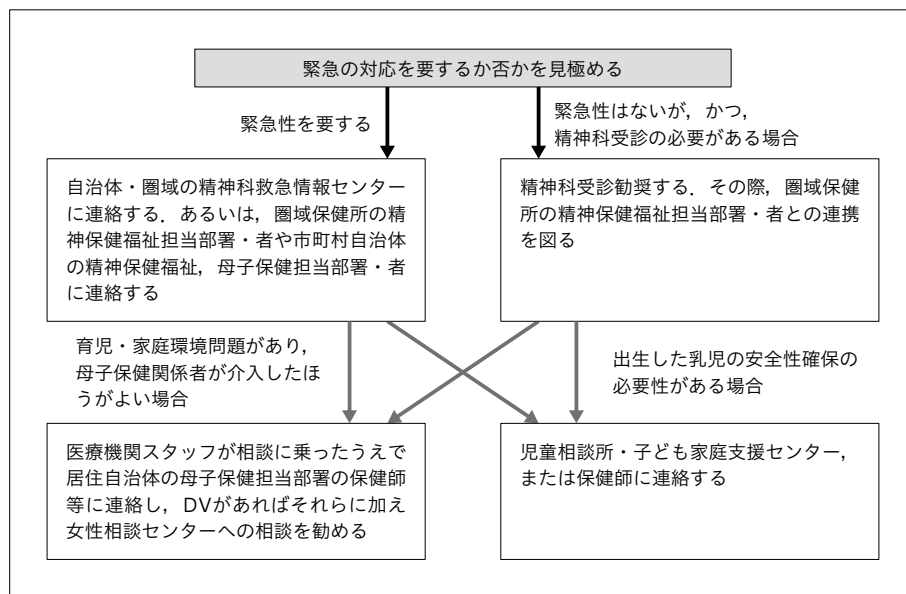 緊急の対応を要するか否かを見極める
緊急性を要する
緊急性はないが，かつ，
精神科受診の必要がある場合
自治体・圏域の精神科救急情報センター
に連絡する．あるいは，圏域保健所の精
神保健福祉担当部署・者や市町村自治体
の精神保健福祉，母子保健担当部署・者
に連絡する
精神科受診勧奨する．その際，圏域保健
所の精神保健福祉担当部署・者との連携
を図る
育児・家庭環境問題があり，
母子保健関係者が介入したほ
うがよい場合
出生した乳児の安全性確保の
必要性がある場合
医療機関スタッフが相談に乗ったうえで
居住自治体の母子保健担当部署の保健師
等に連絡し，DVがあればそれらに加え
女性相談センターへの相談を勧める
児童相談所・子ども家庭支援センター，
または保健師に連絡する